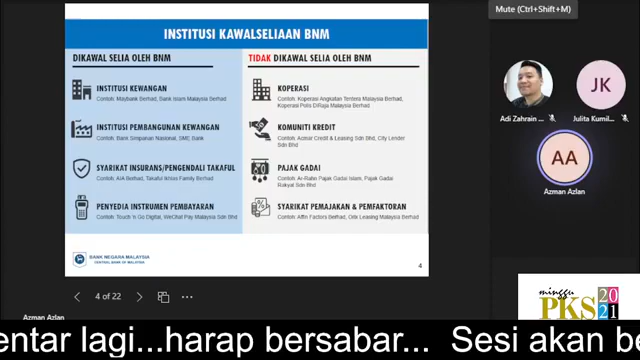 Mute (Ctrl+Shift+M)
INSTITUSI KAWALSELIAAN BNM
DIKAWAL SELIA OLEH BNM
INSTITUSI KEWANGAN
Contoh: Maybank Berhad, Bank Islam Malaysia Berhad
INSTITUSI PEMBANGUNAN KEWANGAN
Contoh: Bank Simpanan Nasional, SME Bank
SYARIKAT INSURANS/PENGENDALI TAKAFUL
Contoh: AIA Berhad, Takaful Ikhlas Family Berhad
PENYEDIA INSTRUMEN PEMBAYARAN
Contoh: Touch 'n Go Digital, WeChat Pay Malaysia Sdn Bhd
TIDAK DIKAWAL SELIA OLEH BNM
KOPERASI
Contoh: Koperasi Angkatan Tentera Malaysia Berhad,
Koperasi Polis DiRaja Malaysia Berhad
KOMUNITI KREDIT
Contoh: Acmar Credit & Leasing Sdn Bhd, City Lender
Sdn Bhd
PAJAK GADAI
Contoh: Ar-Ratio Pajak Gadai Islam, Pajak Gadai
Rakyat Sdn Bhd
SYARIKAT PEMAJAKAN & PEMFAKTORAN
Contoh: Affin Factors Berhad, Orix Leasing Malaysia Berhad
BANK NEGARA MALAYSIA
CENTRAL BANK OF MALAYSIA
4
4 of 22
Azman Azlan
Adi Zahrain ...
JK
Julita Kumil...
AA
Azman Azlan
minggu
PKS 2021
entar lagi...harap bersabar... Sesi akan be